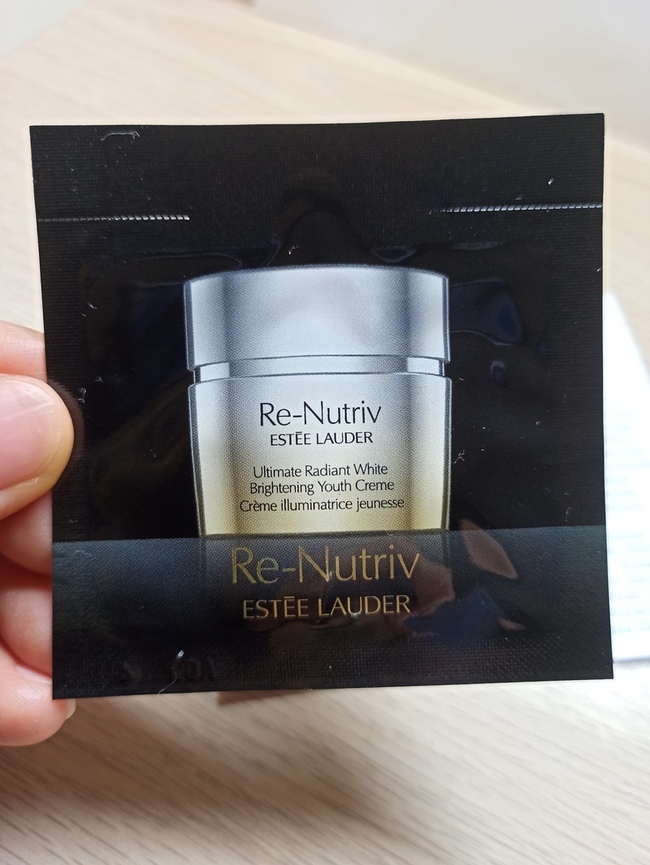 Re-Nutriv
ESTĒE LAUDER
Ultimate Radiant White
Brightening Youth Creme
Crème illuminatrice jeunesse
Re-Nutriv
ESTĒE LAUDER